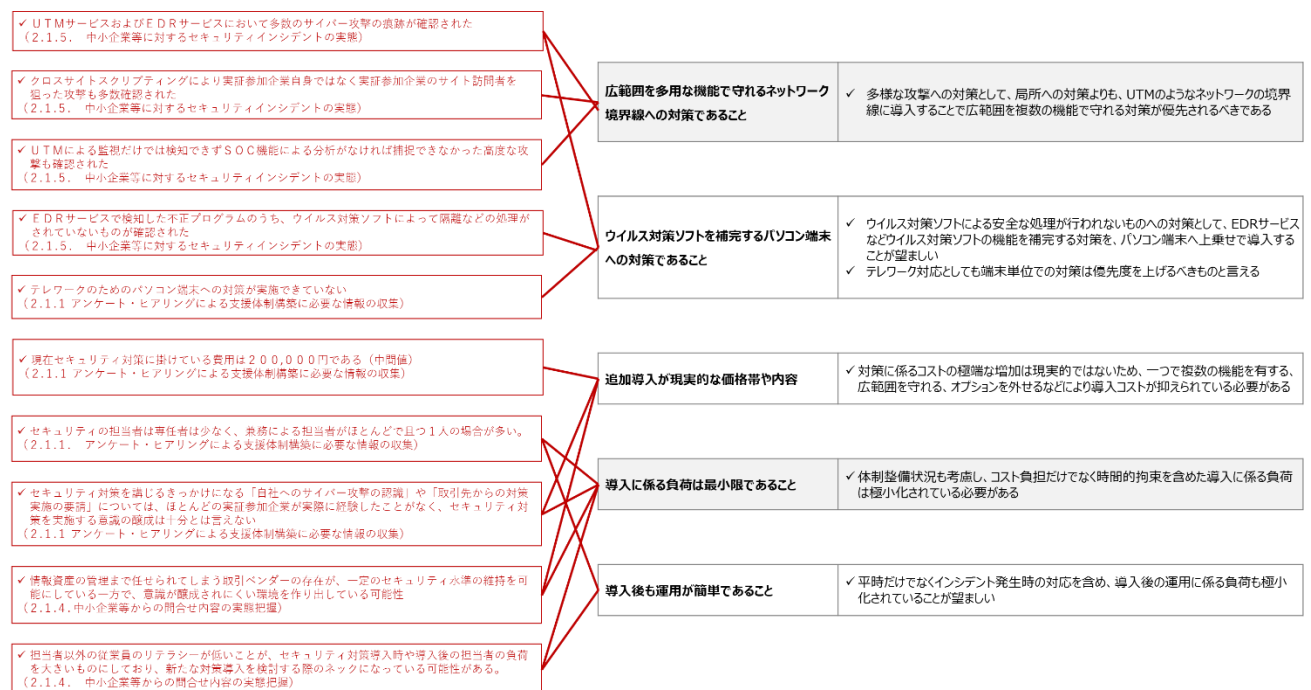 ✓ ＵＴＭサービスおよびＥＤＲサービスにおいて多数のサイバー攻撃の痕跡が確認された
（2.1.5.　中小企業等に対するセキュリティインシデントの実態）
✓ クロスサイトスクリプティングにより実証参加企業自身ではなく実証参加企業のサイト訪問者を
狙った攻撃も多数確認された
（2.1.5.　中小企業等に対するセキュリティインシデントの実態）
✓ ＵＴＭによる監視だけでは検知できずＳＯＣ機能による分析がなければ捕捉できなかった高度な攻
撃も確認された
（2.1.5.　中小企業等に対するセキュリティインシデントの実態）
✓ ＥＤＲサービスで検知した不正プログラムのうち、ウイルス対策ソフトによって隔離などの処理が
されていないものが確認された
（2.1.5.　中小企業等に対するセキュリティインシデントの実態）
✓ テレワークのためのパソコン端末への対策が実施できていない
（2.1.1 アンケート・ヒアリングによる支援体制構築に必要な情報の収集）
✓ 現在セキュリティ対策に掛けている費用は２００,０００円である（中間値）
（2.1.1 アンケート・ヒアリングによる支援体制構築に必要な情報の収集）
✓ セキュリティの担当者は専任者は少なく、兼務による担当者がほとんどで且つ１人の場合が多い。
（2.1.1.　アンケート・ヒアリングによる支援体制構築に必要な情報の収集）
✓ セキュリティ対策を講じるきっかけになる「自社へのサイバー攻撃の認識」や「取引先からの対策
実施の要請」については、ほとんどの実証参加企業が実際に経験したことがなく、セキュリティ対
策を実施する意識の醸成は十分とは言えない
（2.1.1 アンケート・ヒアリングによる支援体制構築に必要な情報の収集）
✓ 情報資産の管理まで任せられてしまう取引ベンダーの存在が、一定のセキュリティ水準の維持を可
能にしている一方で、意識が醸成されにくい環境を作り出している可能性
（2.1.4.中小企業等からの問合せ内容の実態把握）
✓ 担当者以外の従業員のリテラシーが低いことが、セキュリティ対策導入時や導入後の担当者の負荷
を大きいものにしており、新たな対策導入を検討する際のネックになっている可能性がある。
（2.1.4.　中小企業等からの問合せ内容の実態把握）
広範囲を多用な機能で守れるネットワーク
境界線への対策であること
✓ 多様な攻撃への対策として、局所への対策よりも、UTMのようなネットワークの境界
線に導入することで広範囲を複数の機能で守れる対策が優先されるべきである
ウイルス対策ソフトを補完するパソコン端末
への対策であること
✓ ウイルス対策ソフトによる安全な処理が行われないものへの対策として、EDRサービス
などウイルス対策ソフトの機能を補完する対策を、パソコン端末へ上乗せで導入する
ことが望ましい
✓ テレワーク対応としても端末単位での対策は優先度を上げるべきものと言える
追加導入が現実的な価格帯や内容
✓ 対策に係るコストの極端な増加は現実的ではないため、一つで複数の機能を有する、
広範囲を守れる、オプションを外せるなどにより導入コストが抑えられている必要がある
導入に係る負荷は最小限であること
✓ 体制整備状況も考慮し、コスト負担だけでなく時間的拘束を含めた導入に係る負荷
は極小化されている必要がある
導入後も運用が簡単であること
✓ 平時だけでなくインシデント発生時の対応を含め、導入後の運用に係る負荷も極小
化されていることが望ましい